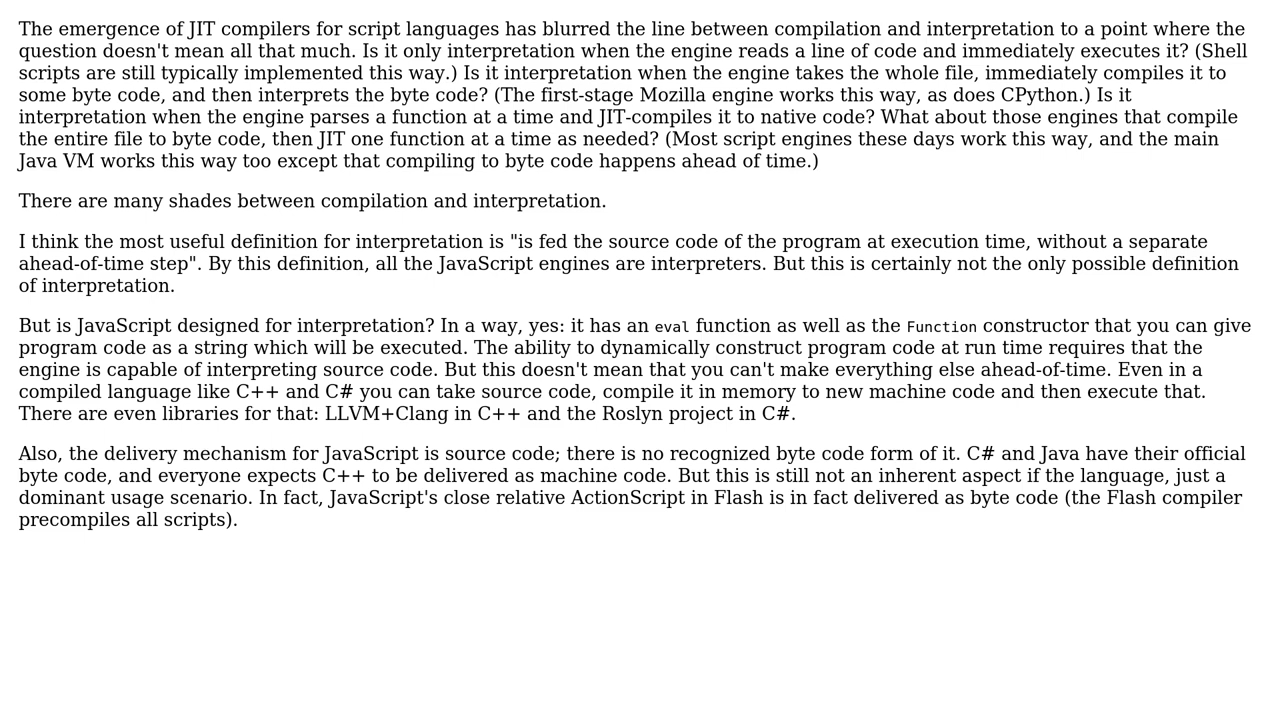 The emergence of JIT compilers for script languages has blurred the line between compilation and interpretation to a point where the
question doesn't mean all that much. Is it only interpretation when the engine reads a line of code and immediately executes it? (Shell
scripts are still typically implemented this way.) Is it interpretation when the engine takes the whole file, immediately compiles it to
some byte code, and then interprets the byte code? (The first-stage Mozilla engine works this way, as does CPython.) Is it
interpretation when the engine parses a function at a time and JIT-compiles it to native code? What about those engines that compile
the entire file to byte code, then JIT one function at a time as needed? (Most script engines these days work this way, and the main
Java VM works this way too except that compiling to byte code happens ahead of time.)
There are many shades between compilation and interpretation.
I think the most useful definition for interpretation is "is fed the source code of the program at execution time, without a separate
ahead-of-time step". By this definition, all the JavaScript engines are interpreters. But this is certainly not the only possible definition
of interpretation.
But is JavaScript designed for interpretation? In a way, yes: it has an eval function as well as the Function constructor that you can give
program code as a string which will be executed. The ability to dynamically construct program code at run time requires that the
engine is capable of interpreting source code. But this doesn't mean that you can't make everything else ahead-of-time. Even in a
compiled language like C++ and C# you can take source code, compile it in memory to new machine code and then execute that.
There are even libraries for that: LLVM+Clang in C++ and the Roslyn project in C#.
Also, the delivery mechanism for JavaScript is source code; there is no recognized byte code form of it. C# and Java have their official
byte code, and everyone expects C++ to be delivered as machine code. But this is still not an inherent aspect if the language, just a
dominant usage scenario. In fact, JavaScript's close relative ActionScript in Flash is in fact delivered as byte code (the Flash compiler
precompiles all scripts).